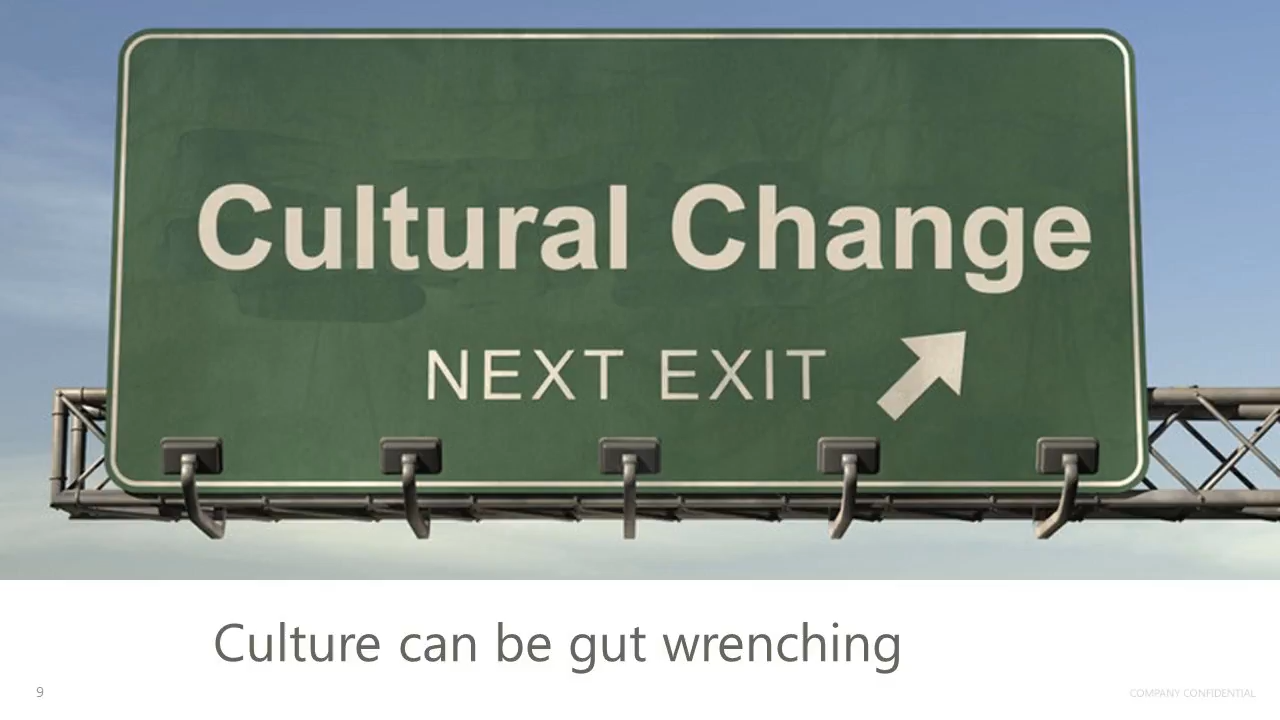 Cultural Change
NEXT EXIT
Culture can be gut wrenching
9
COMPANY CONFIDENTIAL